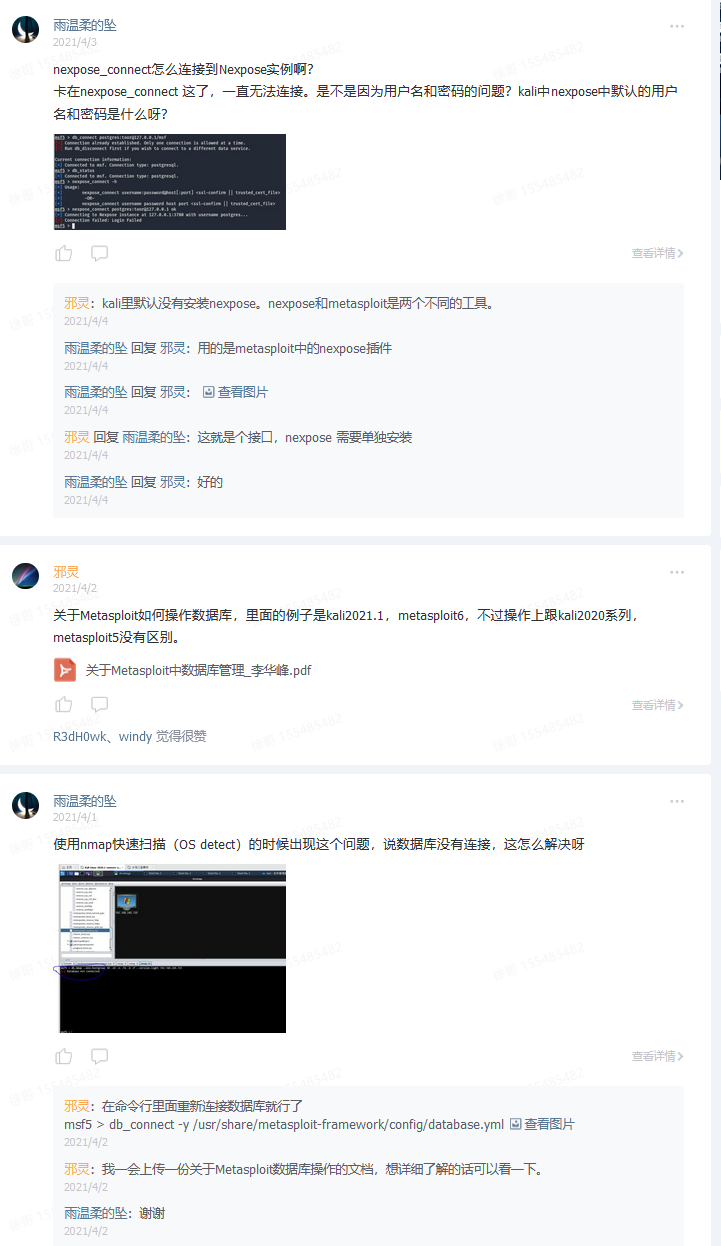 雨温柔的坠
2021/4/3
nexpose_connect怎么连接到Nexpose实例啊？
卡在nexpose_connect 这了，一直无法连接。是不是因为用户名和密码的问题？kali中nexpose中默认的用户
名和密码是什么呀？
msf5 > db_connect postgres:toor@127.0.0.1/msf
Connection already established. Only one connection is allowed at a time.
Run db_disconnect first if you wish to connect to a different data service.
Current connection information:
Connected to msf. Connection type: postgresql.
msf5 > db_status
Connected to msf. Connection type: postgresql.
msf5 > nexpose_connect -h
Usage:
nexpose_connect username:password@host[:port] <ssl-confirm || trusted_cert_file>
-OR-
nexpose_connect username password host port <ssl-confirm || trusted_cert_file>
msf5 > nexpose_connect postgres:toor@127.0.0.1 ok
Connecting to Nexpose instance at 127.0.0.1:3780 with username postgres...
Connection failed: Login Failed
msf5 >
查看详情
邪灵：kali里默认没有安装nexpose。nexpose和metasploit是两个不同的工具。
2021/4/4
雨温柔的坠 回复 邪灵：用的是metasploit中的nexpose插件
2021/4/4
雨温柔的坠 回复 邪灵： 查看图片
2021/4/4
邪灵 回复 雨温柔的坠：这就是个接口，nexpose 需要单独安装
2021/4/4
雨温柔的坠 回复 邪灵：好的
2021/4/4
邪灵
2021/4/2
关于Metasploit如何操作数据库，里面的例子是kali2021.1，metasploit6，不过操作上跟kali2020系列，
metasploit5没有区别。
关于Metasploit中数据库管理_李华峰.pdf
查看详情
R3dH0wk、windy 觉得很赞
雨温柔的坠
2021/4/1
使用nmap快速扫描（OS detect）的时候出现这个问题，说数据库没有连接，这怎么解决呀
查看详情
邪灵：在命令行里面重新连接数据库就行了
msf5 > db_connect -y /usr/share/metasploit-framework/config/database.yml 查看图片
2021/4/2
邪灵：我一会上传一份关于Metasploit数据库操作的文档，想详细了解的话可以看一下。
2021/4/2
雨温柔的坠：谢谢
2021/4/2